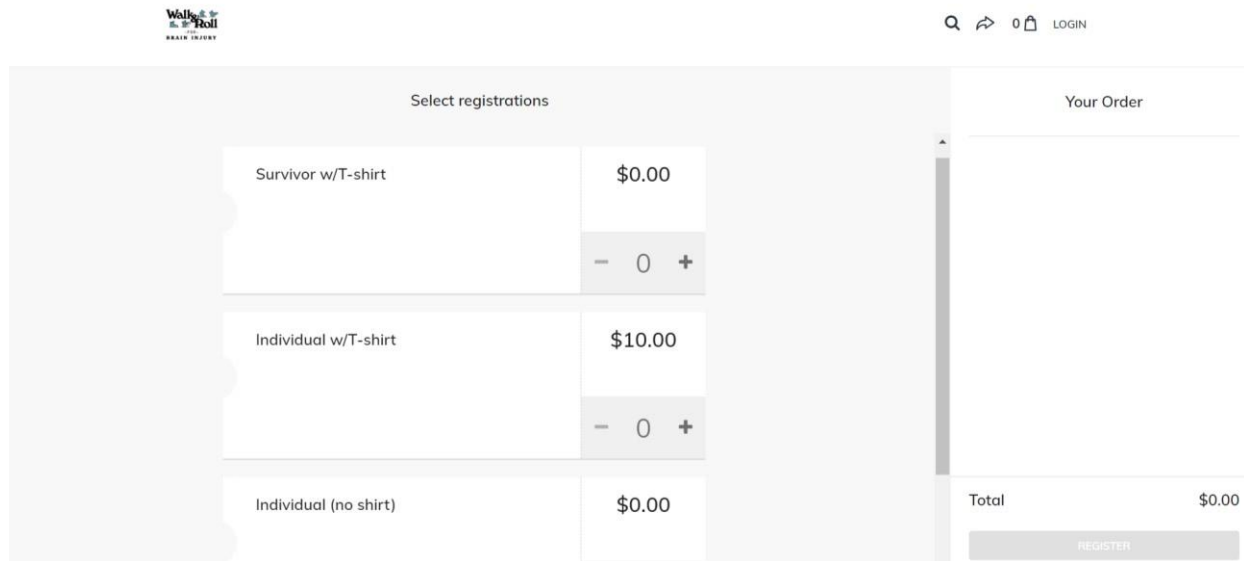 Walk & Roll
-FOR-
BRAIN INJURY
0
LOGIN
Select registrations
Your Order
Survivor w/T-shirt
$0.00
− 0 +
Individual w/T-shirt
$10.00
− 0 +
Individual (no shirt)
$0.00
Total
$0.00
REGISTER